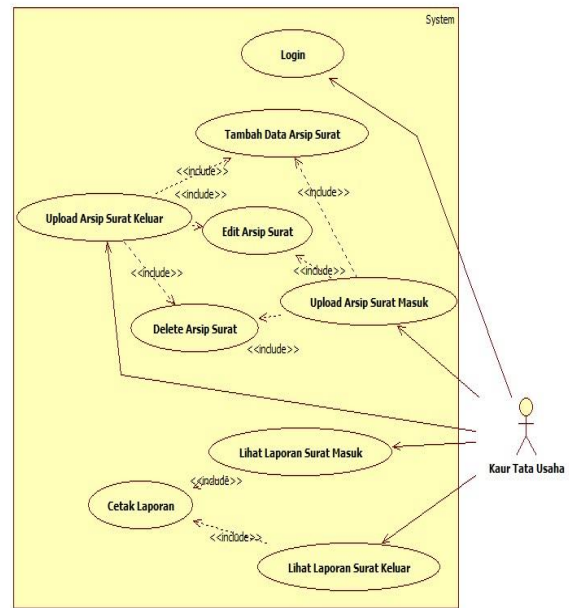 System
Login
Tambah Data Arsip Surat
<<include>>
<<include>>
<<include>>
Upload Arsip Surat Keluar
Edit Arsip Surat
<<include>>
<<include>>
Upload Arsip Surat Masuk
Delete Arsip Surat
<<include>>
Lihat Laporan Surat Masuk
Kaur Tata Usaha
<<include>>
Cetak Laporan
<<include>>
Lihat Laporan Surat Keluar